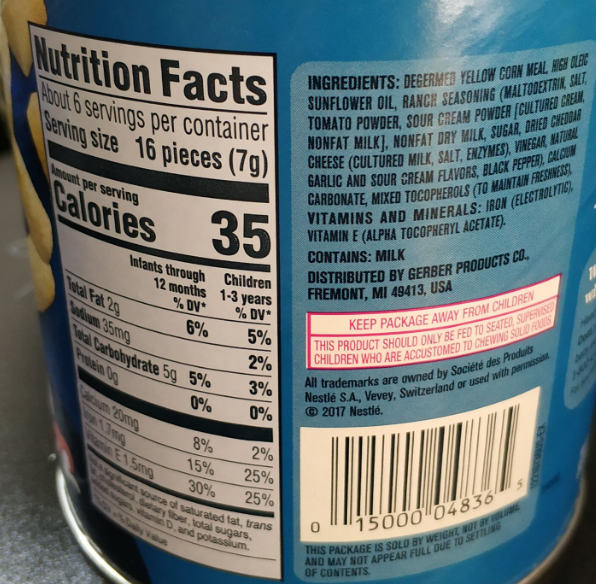 Nutrition Facts
About 6 servings per container
Serving size 16 pieces (7g)
Amount per serving
Calories 35
Infants through 12 months % DV*
Children 1-3 years % DV*
Total Fat 2g 6% 5%
Sodium 35mg 2%
Total Carbohydrate 5g 5% 3%
Protein 0g 0% 0%
Calcium 20mg 8% 2%
Iron 1.7mg 15% 25%
Vitamin E 1.5mg 30% 25%
significant source of saturated fat, trans
cholesterol, dietary fiber, total sugars,
sugars, vitamin D, and potassium.
Daily Value
INGREDIENTS: DEGERMED YELLOW CORN MEAL, HIGH OLEIC
SUNFLOWER OIL, RANCH SEASONING (MALTODEXTRIN, SALT,
TOMATO POWDER, SOUR CREAM POWDER [CULTURED CREAM,
NONFAT MILK], NONFAT DRY MILK, SUGAR, DRIED CHEDDAR
CHEESE (CULTURED MILK, SALT, ENZYMES), VINEGAR, NATURAL
GARLIC AND SOUR CREAM FLAVORS, BLACK PEPPER), CALCIUM
CARBONATE, MIXED TOCOPHEROLS (TO MAINTAIN FRESHNESS),
VITAMINS AND MINERALS: IRON (ELECTROLYTIC),
VITAMIN E (ALPHA TOCOPHERYL ACETATE).
CONTAINS: MILK
DISTRIBUTED BY GERBER PRODUCTS CO.,
FREMONT, MI 49413, USA
KEEP PACKAGE AWAY FROM CHILDREN
THIS PRODUCT SHOULD ONLY BE FED TO SEATED, SUPERVISED
CHILDREN WHO ARE ACCUSTOMED TO CHEWING SOLID FOODS
All trademarks are owned by Société des Produits
Nestlé S.A., Vevey, Switzerland or used with permission.
© 2017 Nestlé.
0 15000 04836 5
THIS PACKAGE IS SOLD BY WEIGHT, NOT BY VOLUME,
AND MAY NOT APPEAR FULL DUE TO SETTLING
OF CONTENTS.